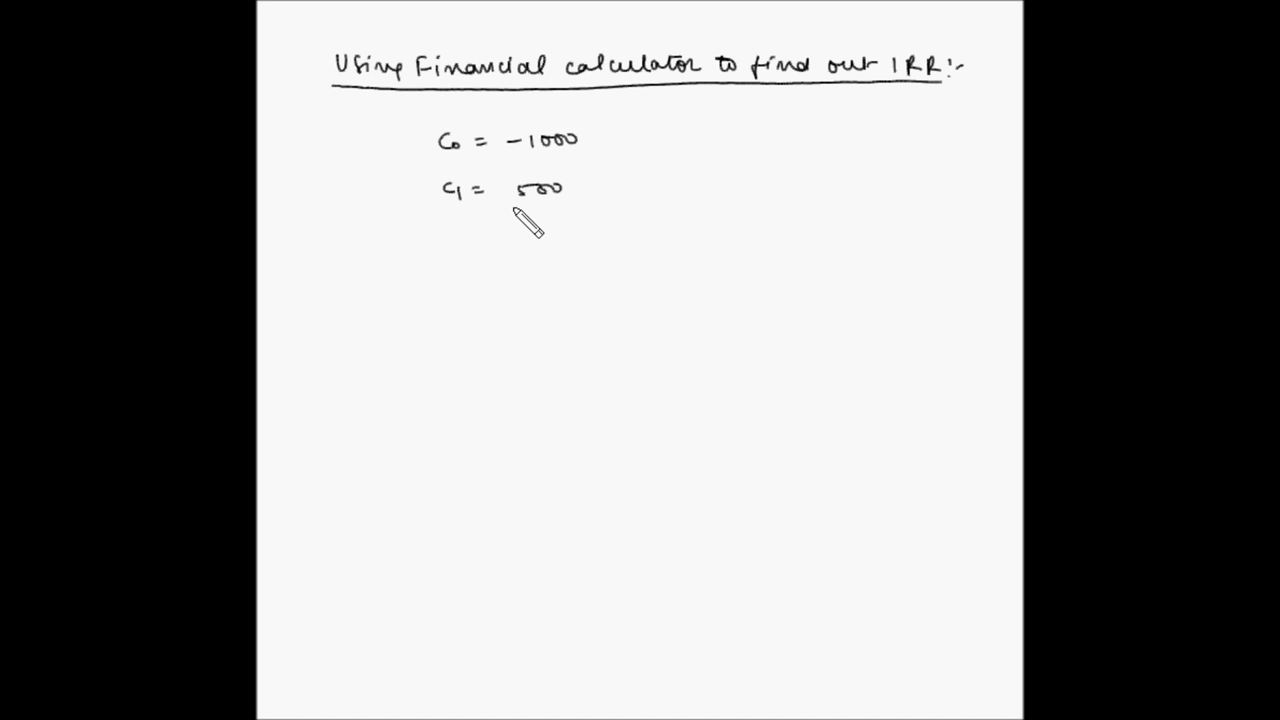 Using Financial calculator to find out IRR:-
C0 = -1000
C1 = 500